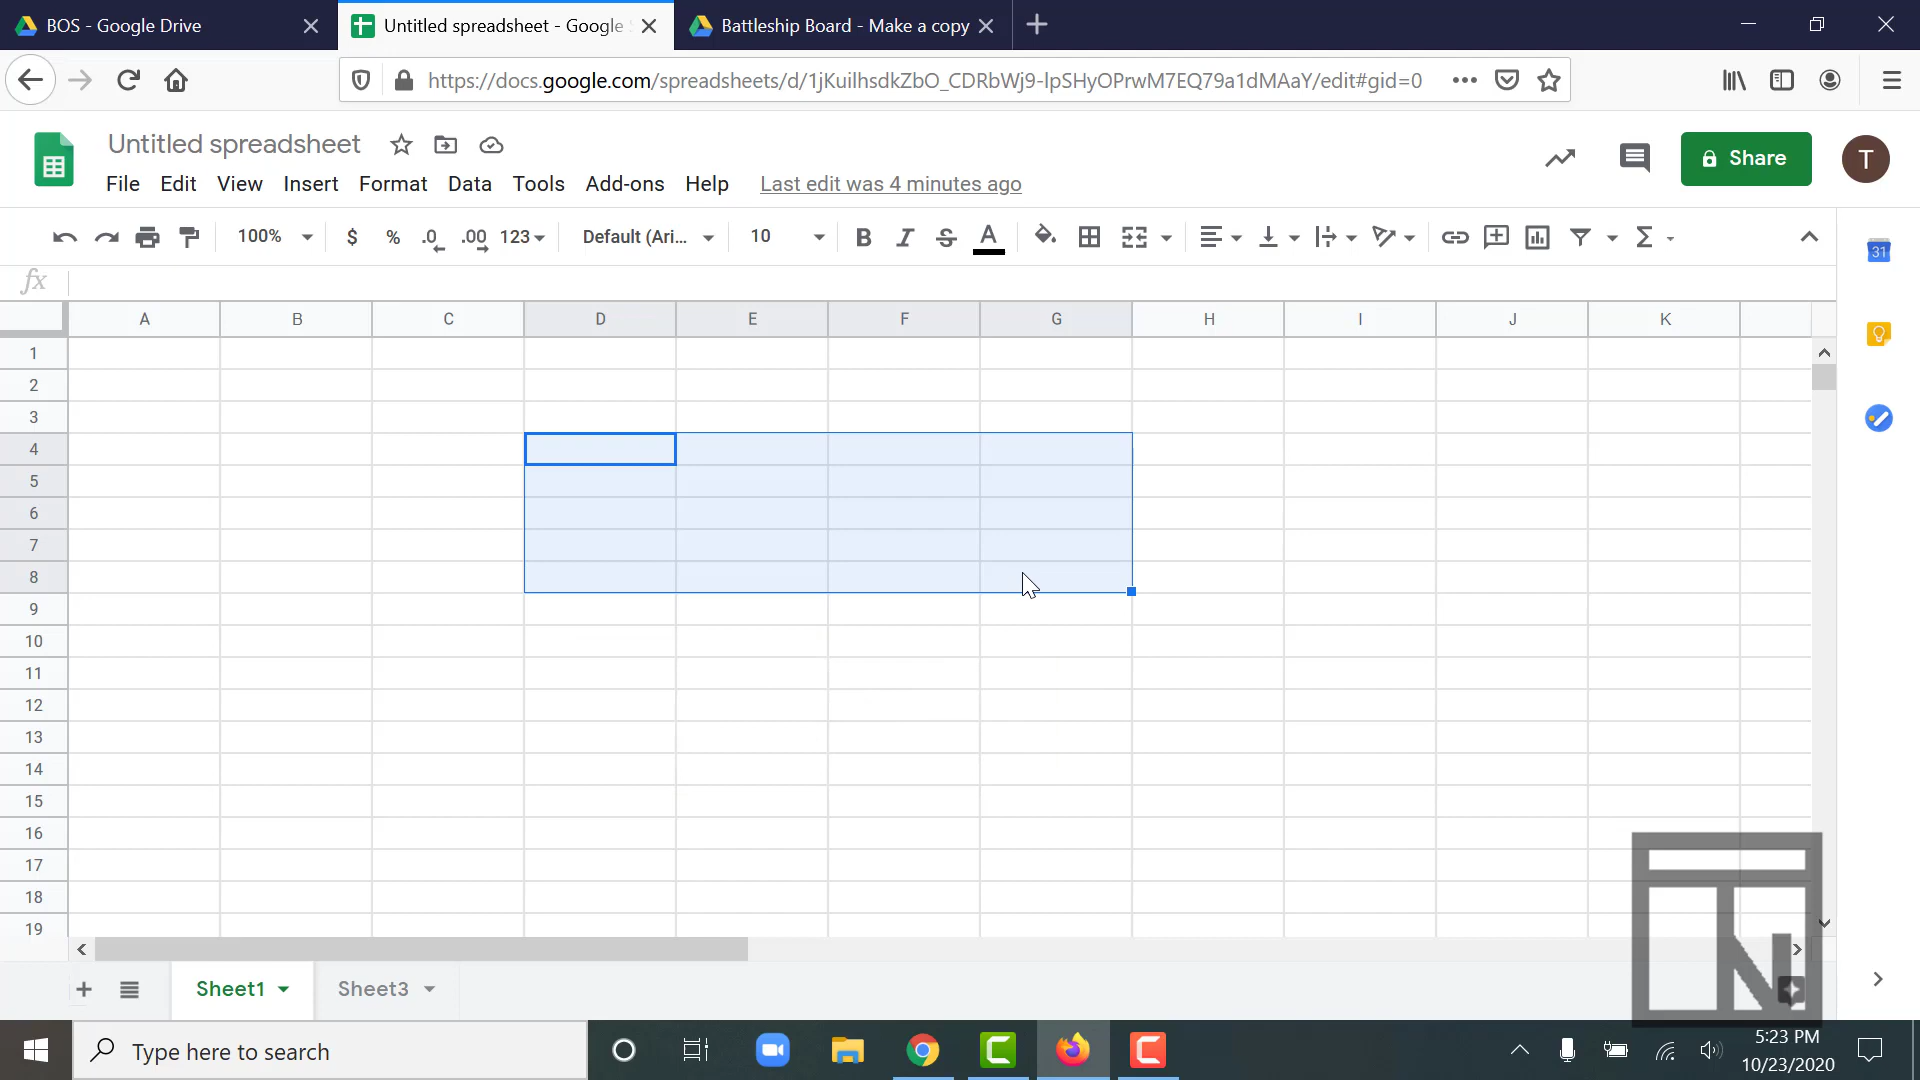 BOS - Google Drive
Untitled spreadsheet - Google
Battleship Board - Make a copy
https://docs.google.com/spreadsheets/d/1jKuilhsdkZbO_CDRbWj9-lpSHyOPrwM7EQ79a1dMAaY/edit#gid=0
Untitled spreadsheet
File Edit View Insert Format Data Tools Add-ons Help Last edit was 4 minutes ago
Share
T
100% $ % .0 .00 123 Default (Ari... 10 B I S A Σ
31
fx
A B C D E F G H I J K
1
2
3
4
5
6
7
8
9
10
11
12
13
14
15
16
17
18
19
Sheet1 Sheet3
TN
Type here to search
5:23 PM
10/23/2020